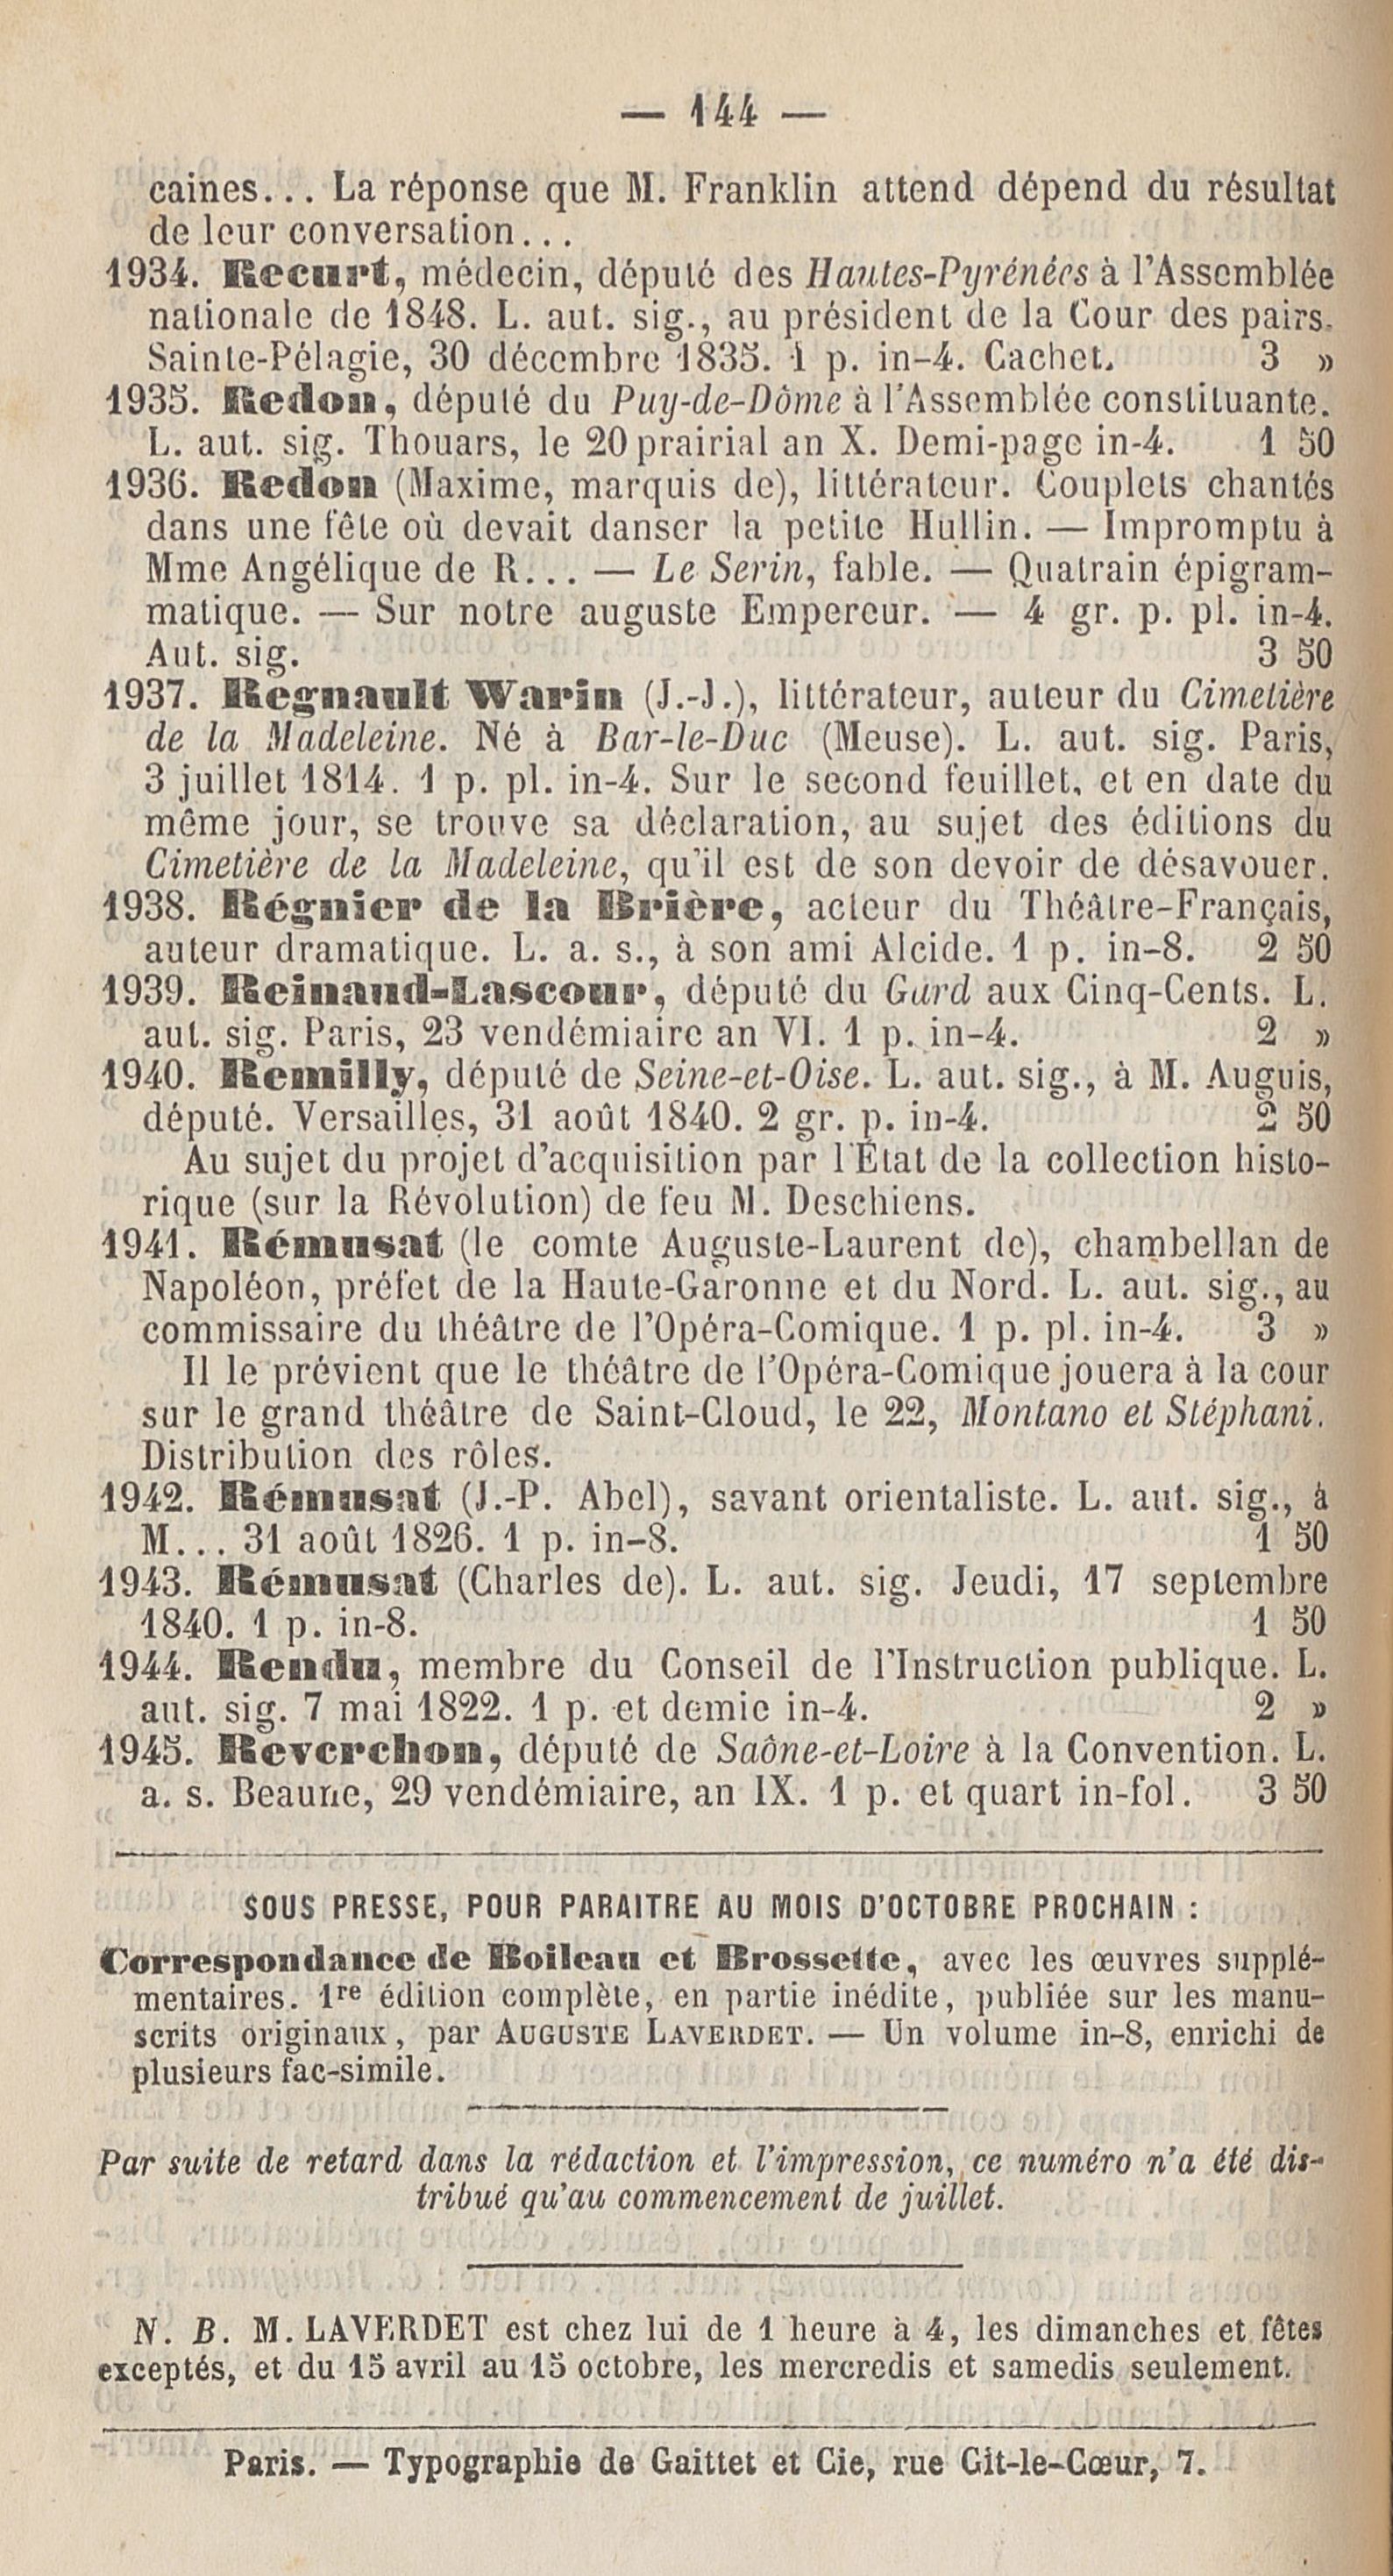 — 144 —
caines... La réponse que M. Franklin attend dépend du résultat
de leur conversation...
1934. Recurt, médecin, député des Hautes-Pyrénées à l'Assemblée
nationale de 1848. L. aut. sig., au président de la Cour des pairs.
Sainte-Pélagie, 30 décembre 1835. 1 p. in-4. Cachet. 3 »
1935. Redon, député du Puy-de-Dôme à l'Assemblée constituante.
L. aut. sig. Thouars, le 20 prairial an X. Demi-page in-4. 1 50
1936. Redon (Maxime, marquis de), littérateur. Couplets chantés
dans une fête où devait danser la petite Hullin. — Impromptu à
Mme Angélique de R... — Le Serin, fable. — Quatrain épigram-
matique. — Sur notre auguste Empereur. — 4 gr. p. pl. in-4.
Aut. sig. 3 50
1937. Regnault Warin (J.-J.), littérateur, auteur du Cimetière
de la Madeleine. Né à Bar-le-Duc (Meuse). L. aut. sig. Paris,
3 juillet 1814. 1 p. pl. in-4. Sur le second feuillet, et en date du
même jour, se trouve sa déclaration, au sujet des éditions du
Cimetière de la Madeleine, qu'il est de son devoir de désavouer.
1938. Régnier de la Brière, acteur du Théâtre-Français,
auteur dramatique. L. a. s., à son ami Alcide. 1 p. in-8. 2 50
1939. Reinaud-Lascour, député du Gard aux Cinq-Cents. L.
aut. sig. Paris, 23 vendémiaire an VI. 1 p. in-4. 2 »
1940. Remilly, député de Seine-et-Oise. L. aut. sig., à M. Auguis,
député. Versailles, 31 août 1840. 2 gr. p. in-4. 2 50
Au sujet du projet d'acquisition par l'Etat de la collection histo-
rique (sur la Révolution) de feu M. Deschiens.
1941. Rémusat (le comte Auguste-Laurent de), chambellan de
Napoléon, préfet de la Haute-Garonne et du Nord. L. aut. sig., au
commissaire du théâtre de l'Opéra-Comique. 1 p. pl. in-4. 3 »
Il le prévient que le théâtre de l'Opéra-Comique jouera à la cour
sur le grand théâtre de Saint-Cloud, le 22, Montano et Stéphani.
Distribution des rôles.
1942. Rémusat (J.-P. Abel), savant orientaliste. L. aut. sig., à
M... 31 août 1826. 1 p. in-8. 1 50
1943. Rémusat (Charles de). L. aut. sig. Jeudi, 17 septembre
1840. 1 p. in-8. 1 50
1944. Rendu, membre du Conseil de l'Instruction publique. L.
aut. sig. 7 mai 1822. 1 p. et demie in-4. 2 »
1945. Reverchon, député de Saône-et-Loire à la Convention. L.
a. s. Beaune, 29 vendémiaire, an IX. 1 p. et quart in-fol. 3 50
SOUS PRESSE, POUR PARAITRE AU MOIS D'OCTOBRE PROCHAIN :
Correspondance de Boileau et Brossette, avec les œuvres supplé-
mentaires. 1re édition complète, en partie inédite, publiée sur les manu-
scrits originaux, par AUGUSTE LAVERDET. — Un volume in-8, enrichi de
plusieurs fac-simile.
Par suite de retard dans la rédaction et l'impression, ce numéro n'a été dis-
tribué qu'au commencement de juillet.
N. B. M. LAVERDET est chez lui de 1 heure à 4, les dimanches et fêtes
exceptés, et du 15 avril au 15 octobre, les mercredis et samedis seulement.
Paris. — Typographie de Gaittet et Cie, rue Gît-le-Cœur, 7.